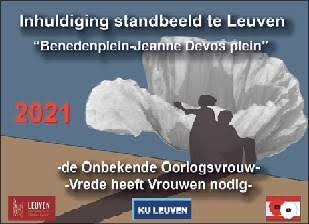 Inhuldiging standbeeld te Leuven
“Benedenplein-Jeanne Devos plein”
2021
-de Onbekende Oorlogsvrouw-
-Vrede heeft Vrouwen nodig-
LEUVEN
KU LEUVEN